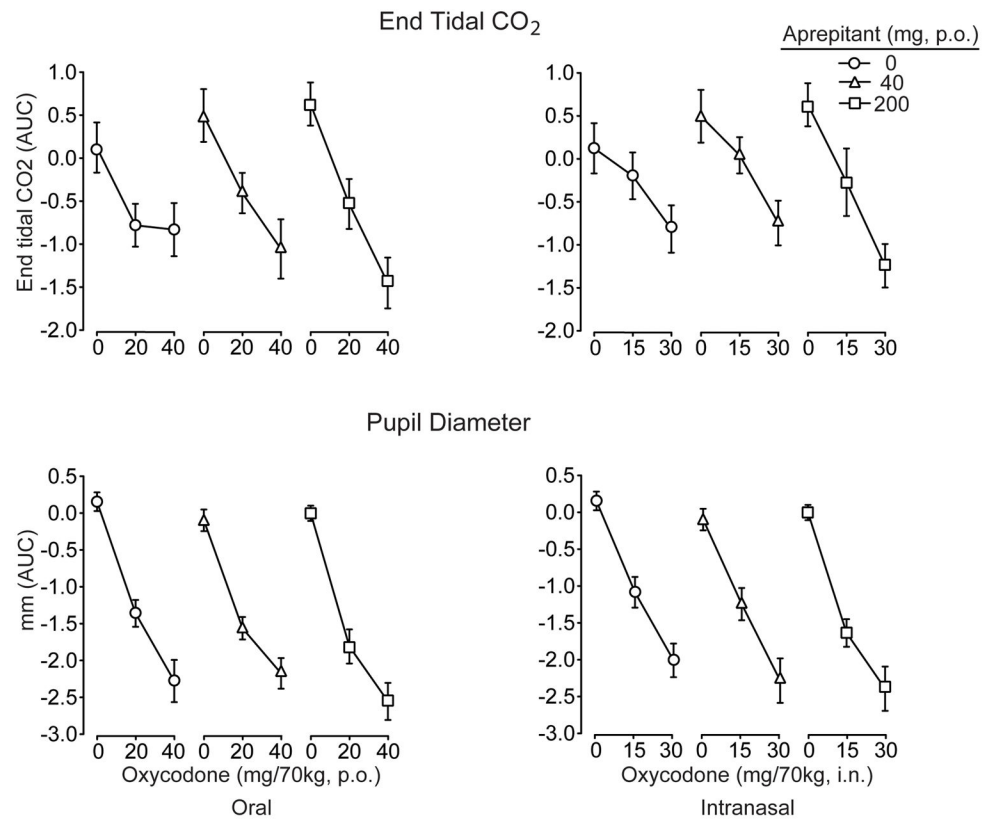 End Tidal CO2
Aprepitant (mg, p.o.)
0
40
200
End tidal CO2 (AUC)
1.0
0.5
0.0
-0.5
-1.0
-1.5
-2.0
0 20 40 0 20 40 0 20 40
1.0
0.5
0.0
-0.5
-1.0
-1.5
-2.0
0 15 30 0 15 30 0 15 30
Pupil Diameter
mm (AUC)
0.5
0.0
-0.5
-1.0
-1.5
-2.0
-2.5
-3.0
0 20 40 0 20 40 0 20 40
Oxycodone (mg/70kg, p.o.)
Oral
0.5
0.0
-0.5
-1.0
-1.5
-2.0
-2.5
-3.0
0 15 30 0 15 30 0 15 30
Oxycodone (mg/70kg, i.n.)
Intranasal